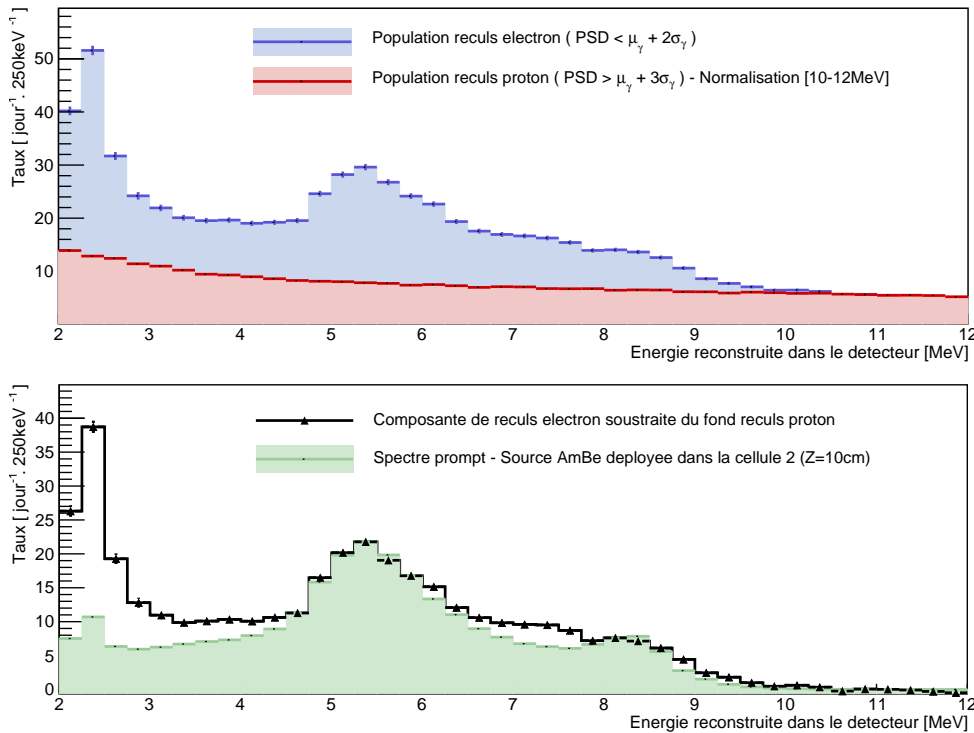 Taux [ jour⁻¹. 250keV⁻¹ ]
50
40
30
20
10
Population reculs electron ( PSD < μ_γ + 2σ_γ)
Population reculs proton ( PSD > μ_γ + 3σ_γ) - Normalisation [10-12MeV]
2 3 4 5 6 7 8 9 10 11 12
Energie reconstruite dans le detecteur [MeV]
Taux [ jour⁻¹. 250keV⁻¹ ]
40
35
30
25
20
15
10
5
0
Composante de reculs electron soustraite du fond reculs proton
Spectre prompt - Source AmBe deployee dans la cellule 2 (Z=10cm)
2 3 4 5 6 7 8 9 10 11 12
Energie reconstruite dans le detecteur [MeV]